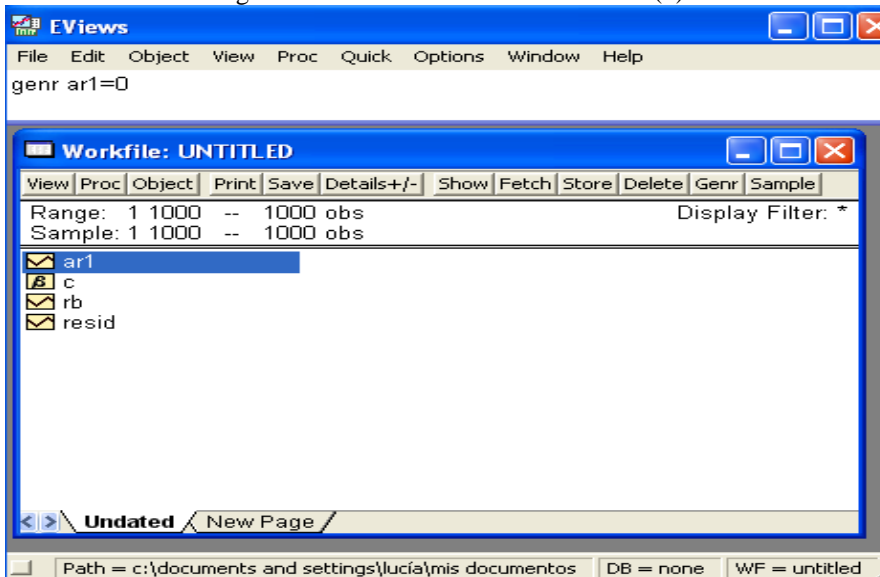 EViews
File Edit Object View Proc Quick Options Window Help
genr ar1=0
Workfile: UNTITLED
View Proc Object Print Save Details+/- Show Fetch Store Delete Genr Sample
Range: 1 1000 -- 1000 obs Display Filter: *
Sample: 1 1000 -- 1000 obs
ar1
β c
rb
resid
Undated New Page
Path = c:\documents and settings\lucía\mis documentos DB = none WF = untitled